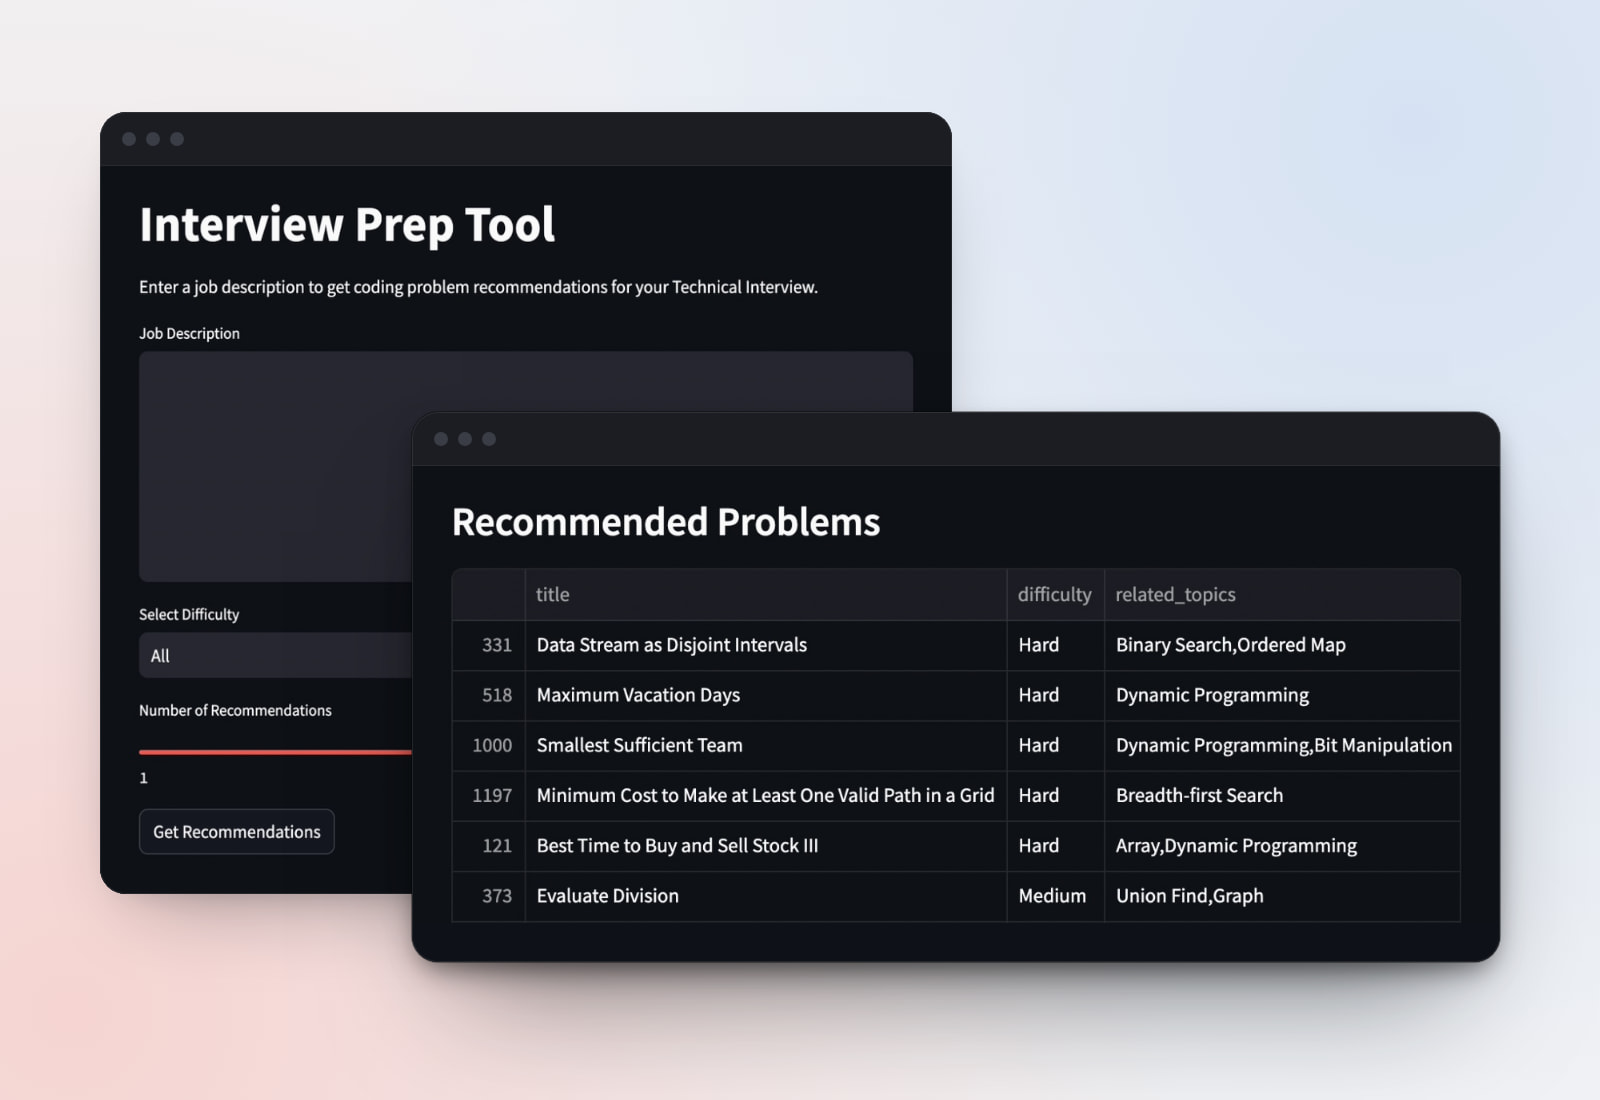 Interview Prep Tool
Enter a job description to get coding problem recommendations for your Technical Interview.
Job Description
Select Difficulty
All
Number of Recommendations
1
Get Recommendations
Recommended Problems
title difficulty related_topics
331 Data Stream as Disjoint Intervals Hard Binary Search,Ordered Map
518 Maximum Vacation Days Hard Dynamic Programming
1000 Smallest Sufficient Team Hard Dynamic Programming,Bit Manipulation
1197 Minimum Cost to Make at Least One Valid Path in a Grid Hard Breadth-first Search
121 Best Time to Buy and Sell Stock III Hard Array,Dynamic Programming
373 Evaluate Division Medium Union Find,Graph